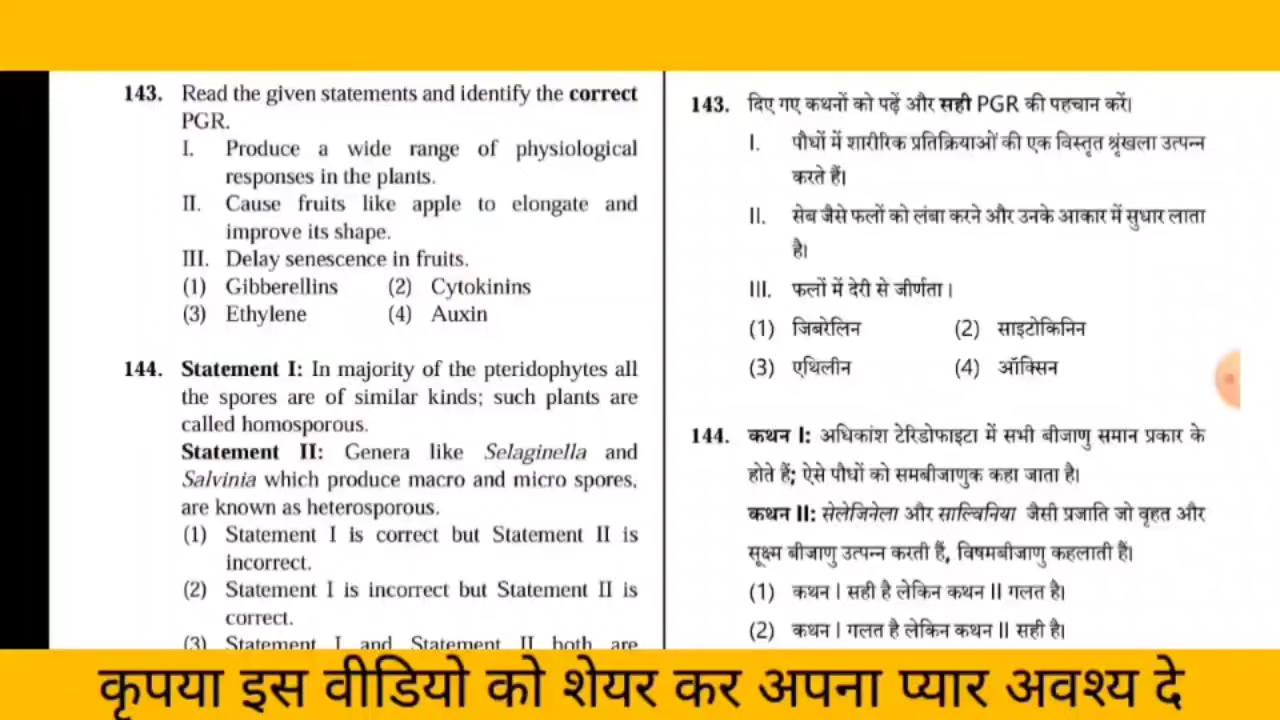 143. Read the given statements and identify the correct
PGR.
I. Produce a wide range of physiological
responses in the plants.
II. Cause fruits like apple to elongate and
improve its shape.
III. Delay senescence in fruits.
(1) Gibberellins (2) Cytokinins
(3) Ethylene (4) Auxin
144. Statement I: In majority of the pteridophytes all
the spores are of similar kinds; such plants are
called homosporous.
Statement II: Genera like Selaginella and
Salvinia which produce macro and micro spores,
are known as heterosporous.
(1) Statement I is correct but Statement II is
incorrect.
(2) Statement I is incorrect but Statement II is
correct.
(3) Statement I and Statement II both are
143. दिए गए कथनों को पढ़ें और सही PGR की पहचान करें।
I. पौधों में शारीरिक प्रतिक्रियाओं की एक विस्तृत श्रृंखला उत्पन्न
करते हैं।
II. सेब जैसे फलों को लंबा करने और उनके आकार में सुधार लाता
है।
III. फलों में देरी से जीर्णता।
(1) जिबरेलिन (2) साइटोकिनिन
(3) एथिलीन (4) ऑक्सिन
144. कथन I: अधिकांश टेरिडोफाइटा में सभी बीजाणु समान प्रकार के
होते हैं; ऐसे पौधों को समबीजाणुक कहा जाता है।
कथन II: सेलेजिनेला और साल्विनिया जैसी प्रजाति जो वृहत और
सूक्ष्म बीजाणु उत्पन्न करती हैं, विषमबीजाणु कहलाती हैं।
(1) कथन I सही है लेकिन कथन II गलत है।
(2) कथन I गलत है लेकिन कथन II सही है।
कृपया इस वीडियो को शेयर कर अपना प्यार अवश्य दे